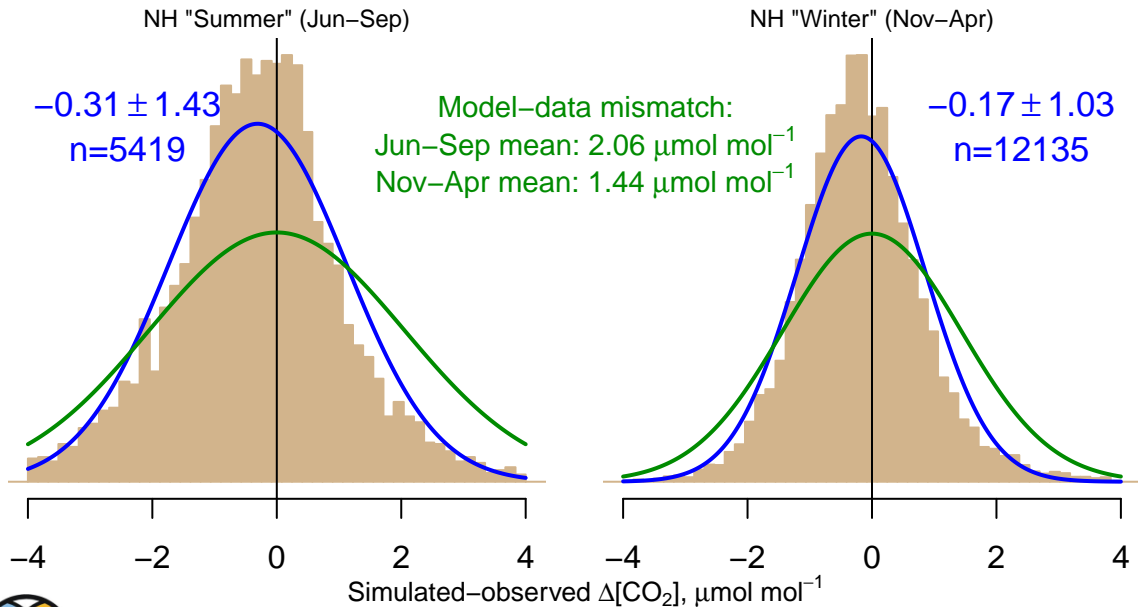 NH "Summer" (Jun−Sep)
NH "Winter" (Nov−Apr)
−0.31 ± 1.43
n=5419
Model−data mismatch:
Jun−Sep mean: 2.06 μmol mol⁻¹
Nov−Apr mean: 1.44 μmol mol⁻¹
−0.17 ± 1.03
n=12135
−4 −2 0 2 4
−4 −2 0 2 4
Simulated−observed Δ[CO₂], μmol mol⁻¹